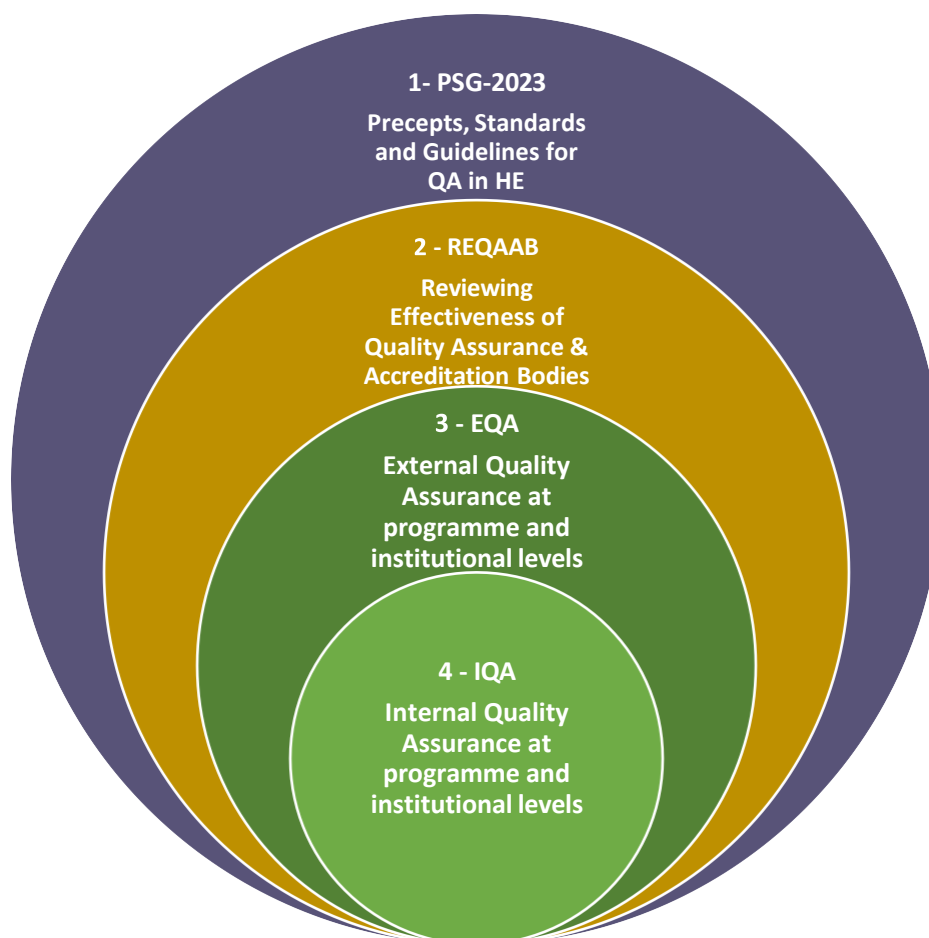 1- PSG-2023
Precepts, Standards
and Guidelines for
QA in HE
2 - REQAAB
Reviewing
Effectiveness of
Quality Assurance &
Accreditation Bodies
3 - EQA
External Quality
Assurance at
programme and
institutional levels
4 - IQA
Internal Quality
Assurance at
programme and
institutional levels